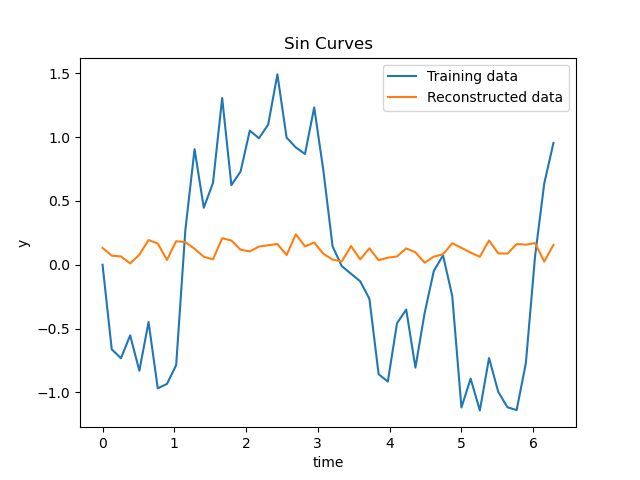 Sin Curves
Training data
Reconstructed data
1.5
1.0
0.5
0.0
−0.5
−1.0
y
0 1 2 3 4 5 6
time